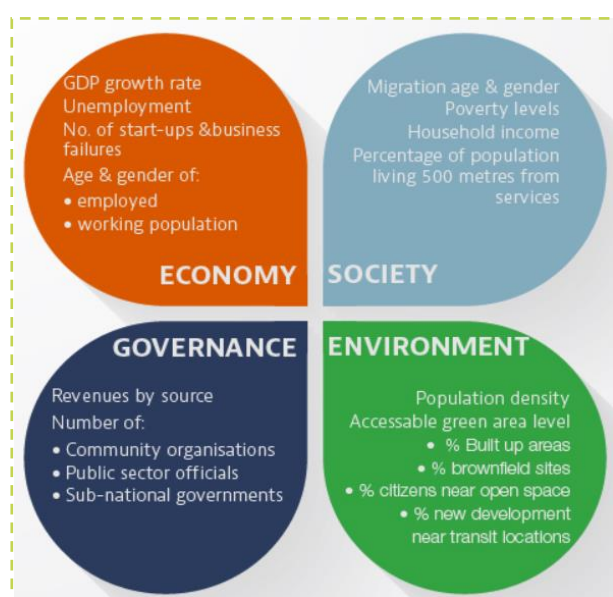 GDP growth rate
Unemployment
No. of start-ups &business
failures
Age & gender of:
• employed
• working population
ECONOMY
Migration age & gender
Poverty levels
Household income
Percentage of population
living 500 metres from
services
SOCIETY
GOVERNANCE
Revenues by source
Number of:
• Community organisations
• Public sector officials
• Sub-national governments
ENVIRONMENT
Population density
Accessable green area level
• % Built up areas
• % brownfield sites
• % citizens near open space
• % new development
near transit locations